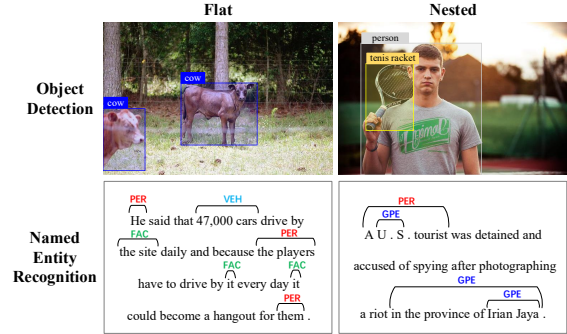 Flat
Nested
Object
Detection
cow
cow
person
tenis racket
Animal
Named
Entity
Recognition
PER
VEH
He said that 47,000 cars drive by
FAC
PER
the site daily and because the players
FAC
FAC
have to drive by it every day it
PER
could become a hangout for them .
PER
GPE
A U . S . tourist was detained and
accused of spying after photographing
GPE
GPE
a riot in the province of Irian Jaya .